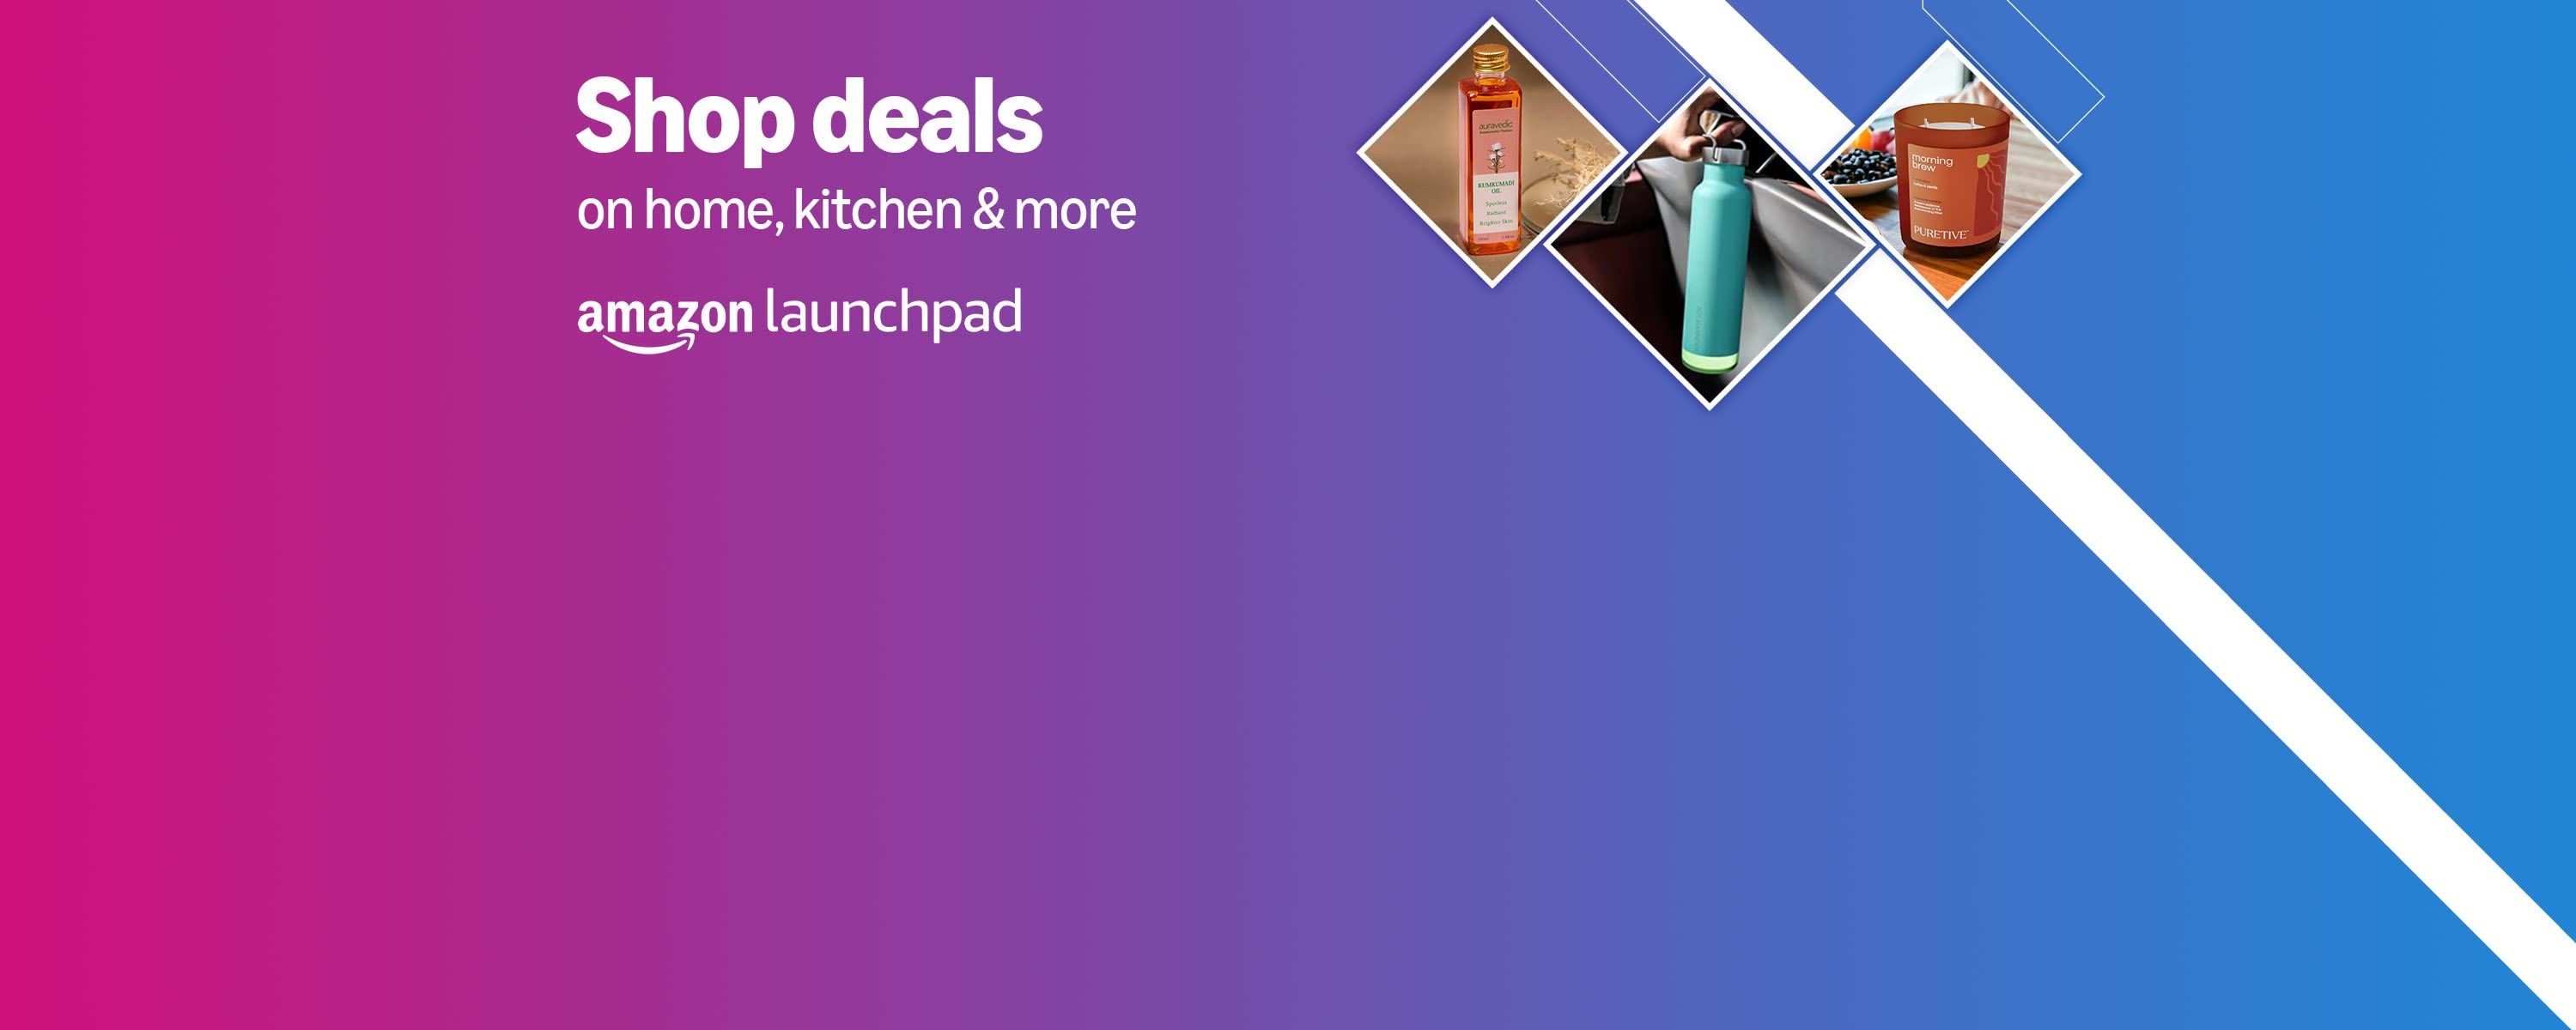 Shop deals
on home, kitchen & more
amazon launchpad
auravedic
KUMKUMADI
OIL
Spotless
Radiant
Brighter Skin
morning
brew
PURETIVE